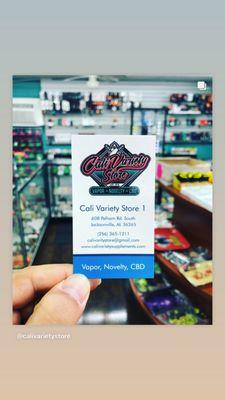 Cali Variety
Store
VAPOR • NOVELTY • CBD
Cali Variety Store 1
608 Pelham Rd. South
Jacksonville, AL 36265
(256) 365-1211
calivaritystore@gmail.com
www.calivarietysupplements.com
Vapor, Novelty, CBD
@calivarietystore